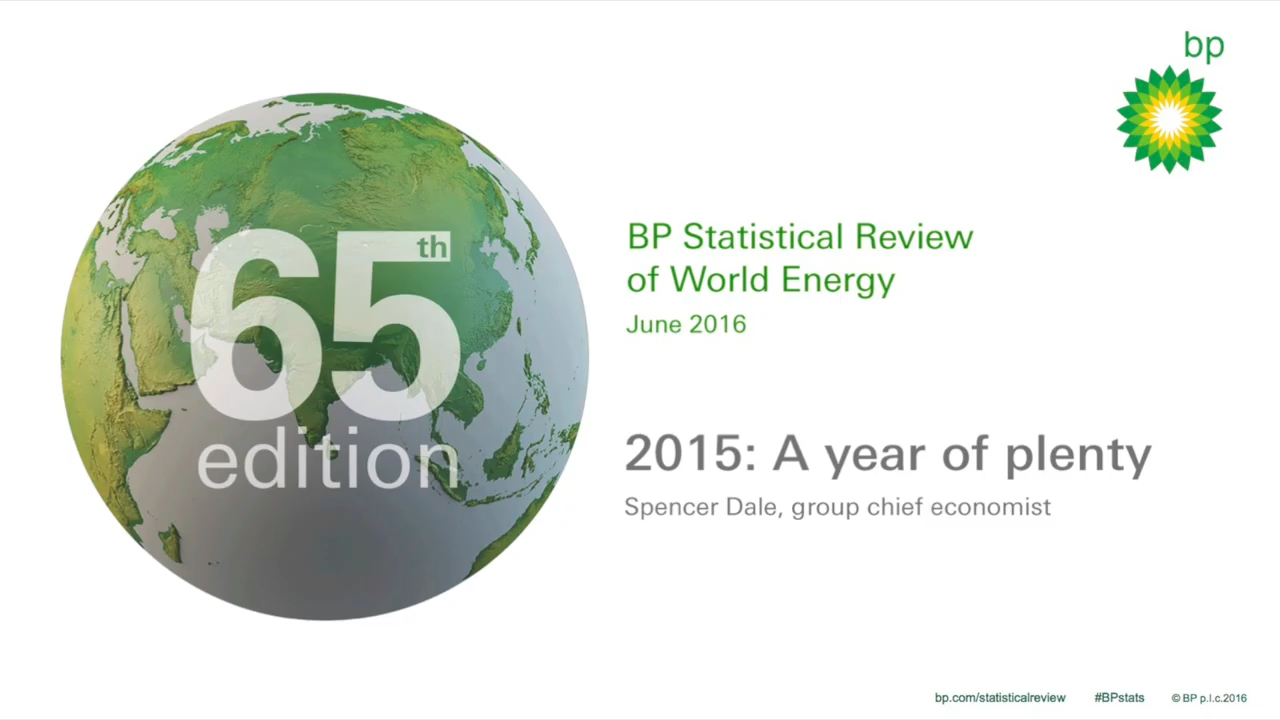 bp
65th
edition
BP Statistical Review
of World Energy
June 2016
2015: A year of plenty
Spencer Dale, group chief economist
bp.com/statisticalreview #BPstats © BP p.l.c.2016